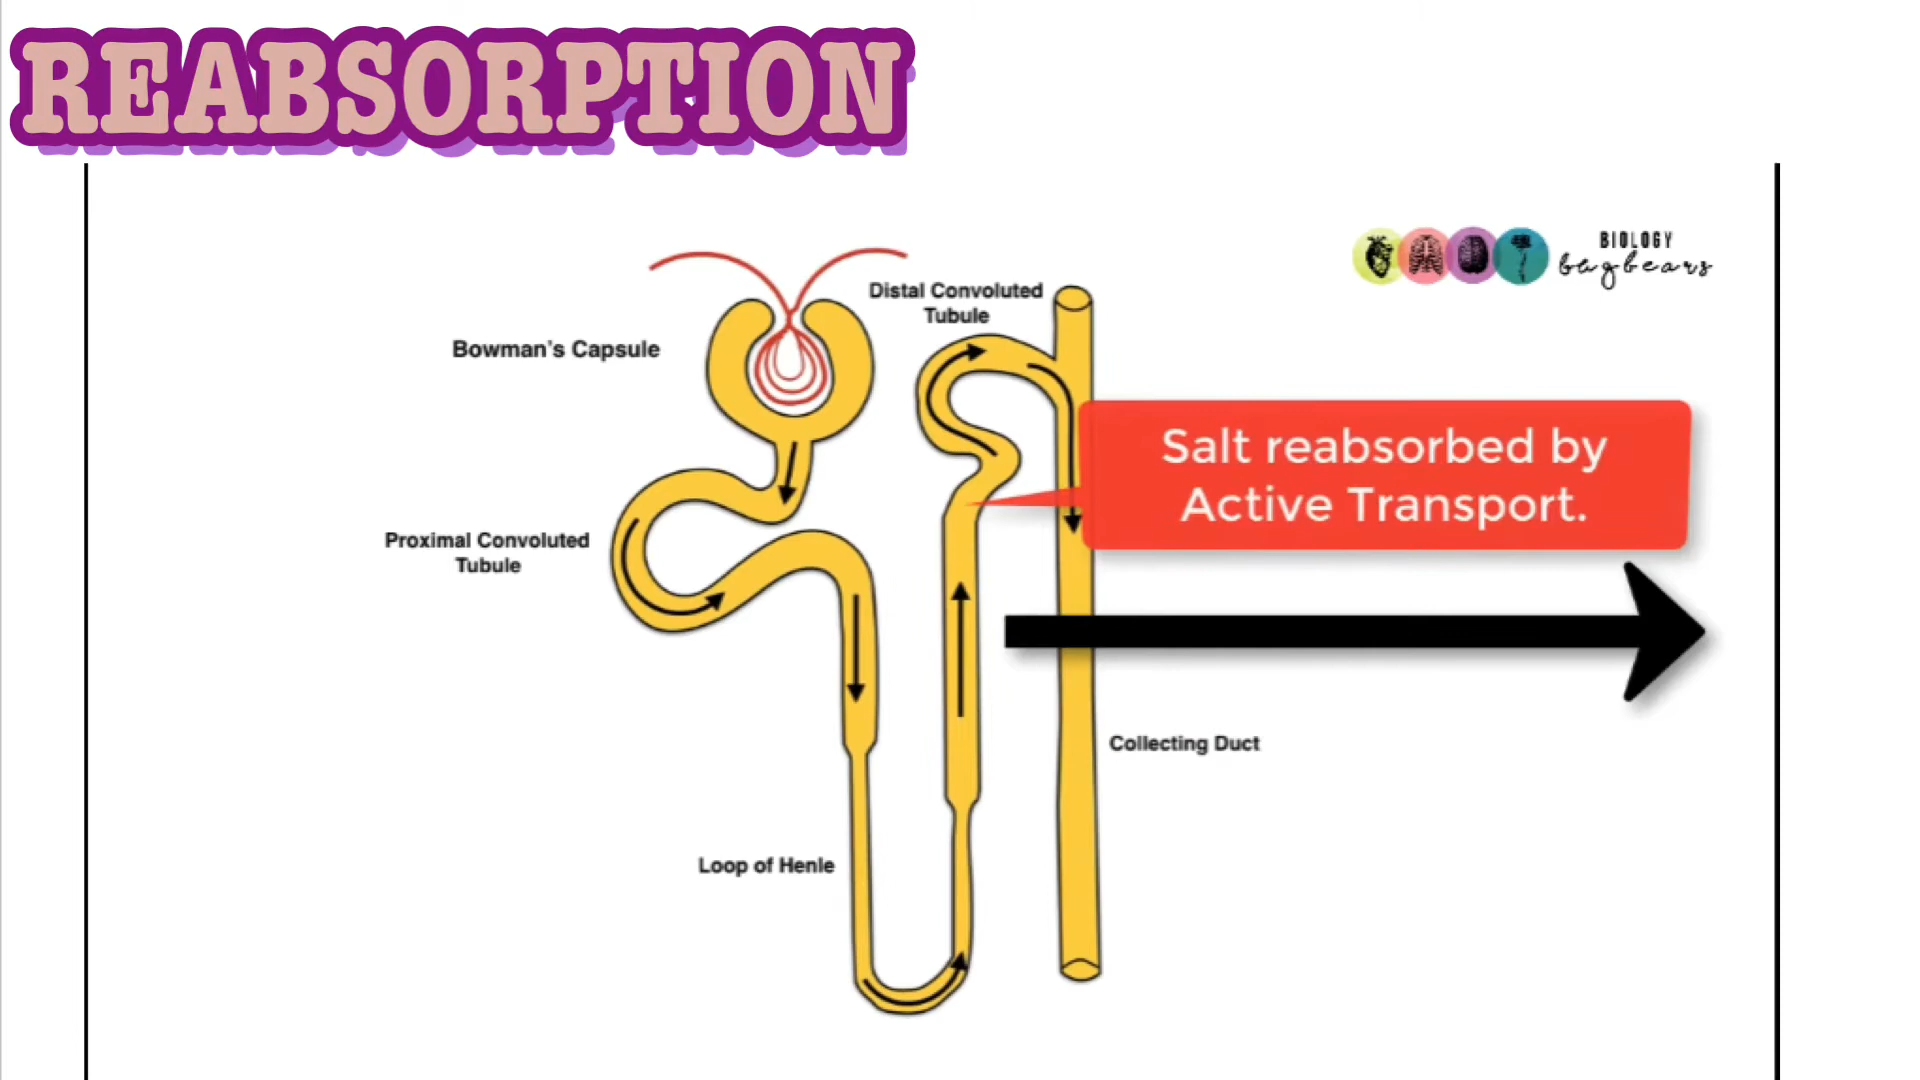 REABSORPTION
BIOLOGY
bugbears
Distal Convoluted
Tubule
Bowman's Capsule
Salt reabsorbed by
Active Transport.
Proximal Convoluted
Tubule
Collecting Duct
Loop of Henle